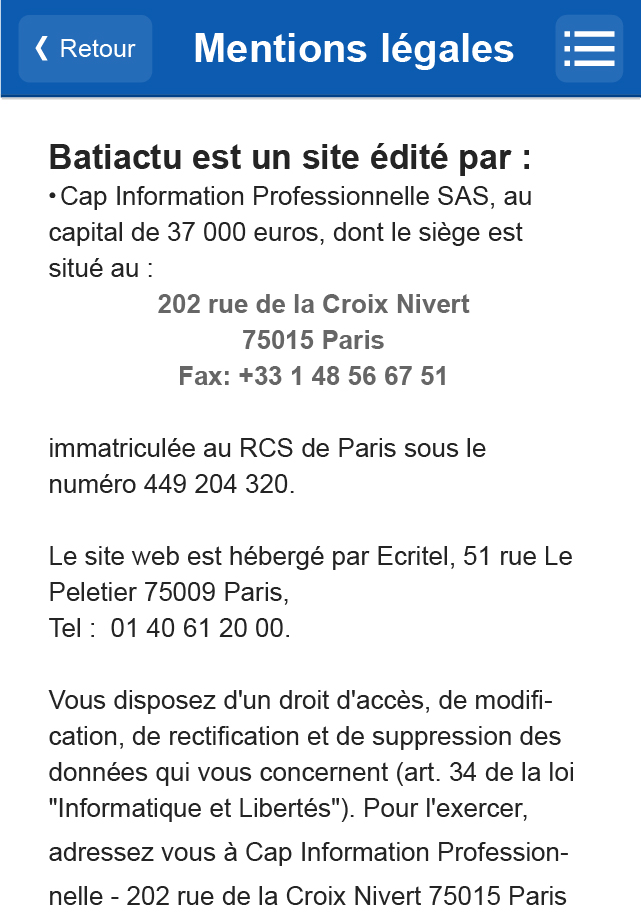 ❮ Retour
Mentions légales
Batiactu est un site édité par :
•Cap Information Professionnelle SAS, au
capital de 37 000 euros, dont le siège est
situé au :
202 rue de la Croix Nivert
75015 Paris
Fax: +33 1 48 56 67 51
immatriculée au RCS de Paris sous le
numéro 449 204 320.
Le site web est hébergé par Ecritel, 51 rue Le
Peletier 75009 Paris,
Tel :  01 40 61 20 00.
Vous disposez d'un droit d'accès, de modifi-
cation, de rectification et de suppression des
données qui vous concernent (art. 34 de la loi
"Informatique et Libertés"). Pour l'exercer,
adressez vous à Cap Information Profession-
nelle - 202 rue de la Croix Nivert 75015 Paris